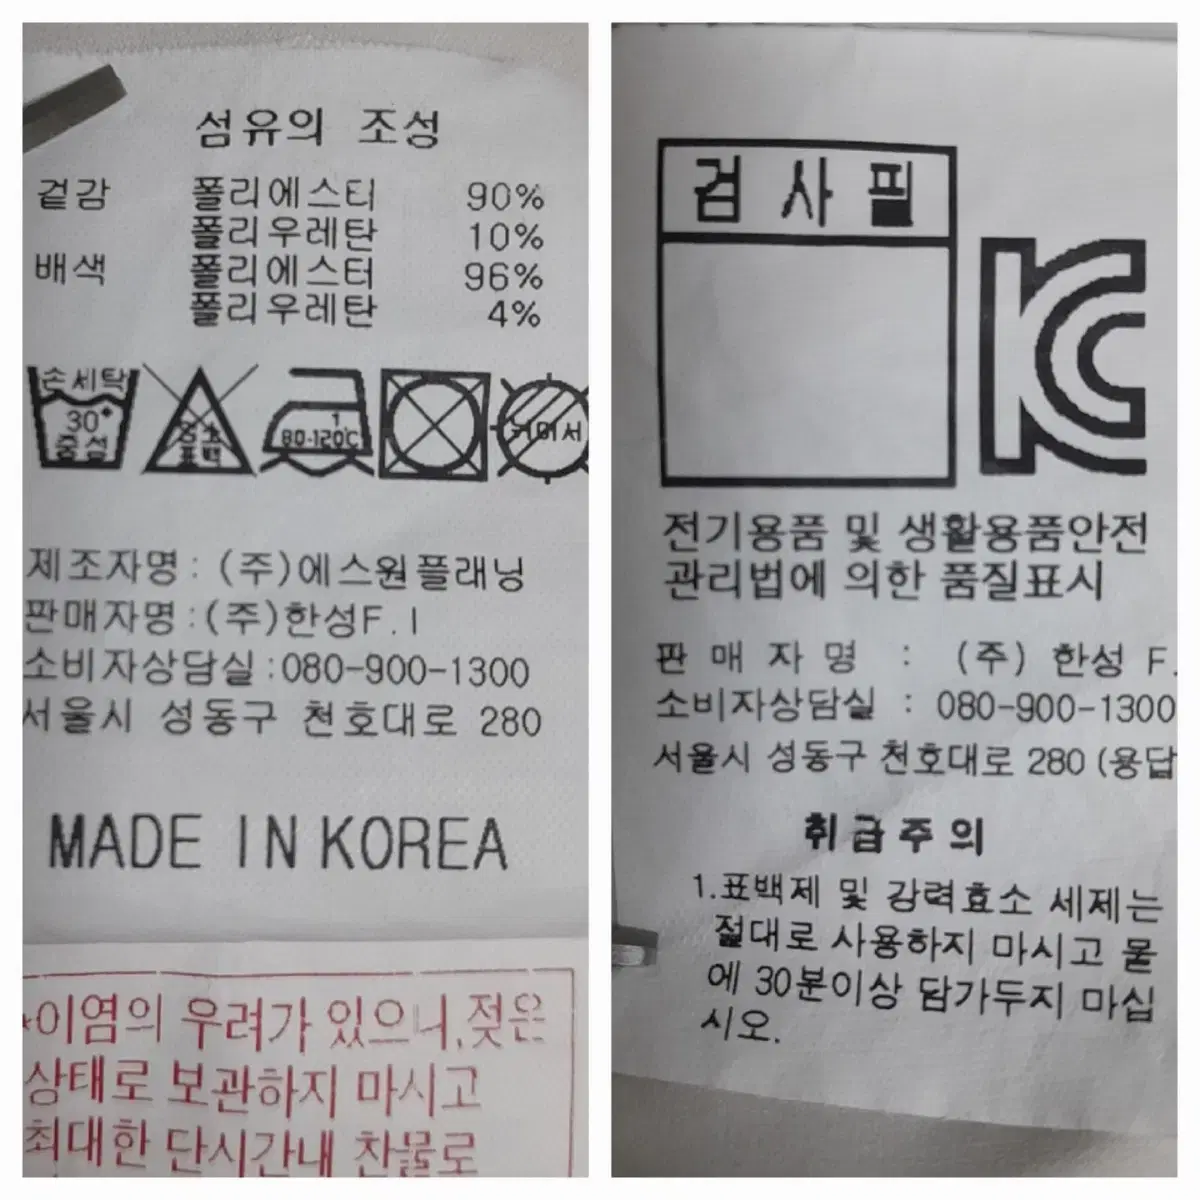 섬유의 조성
겉감 폴리에스터 90%
폴리우레탄 10%
배색 폴리에스터 96%
폴리우레탄 4%
손세탁
30°
중성
염소
표백
1
80-120℃
제조자명 : (주)에스원플래닝
판매자명 : (주)한성F.I
소비자상담실 : 080-900-1300
서울시 성동구 천호대로 280
MADE IN KOREA
*이염의 우려가 있으니, 젖은
상태로 보관하지 마시고
최대한 단시간내 찬물로
검사필
KC
전기용품 및 생활용품안전
관리법에 의한 품질표시
판 매 자 명 : (주) 한성 F.
소비자상담실 : 080-900-1300
서울시 성동구 천호대로 280 (용답
취급주의
1.표백제 및 강력효소 세제는
절대로 사용하지 마시고 물
에 30분이상 담가두지 마십
시오.